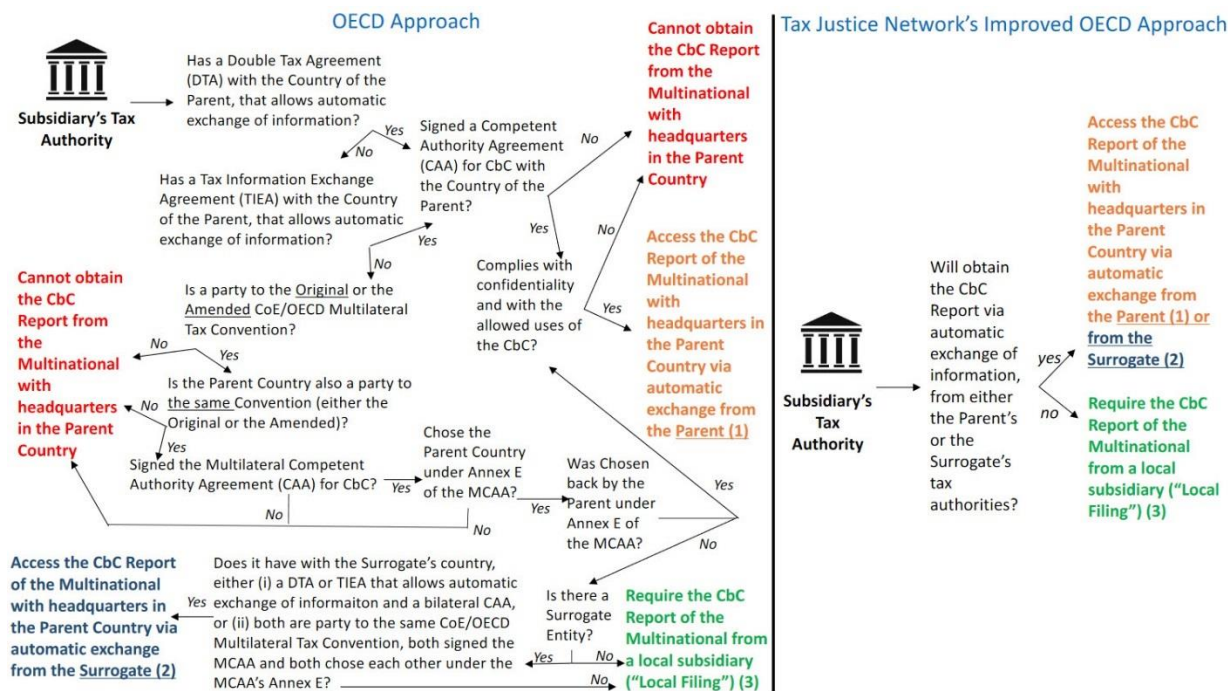 OECD Approach
Subsidiary's Tax
Authority
Has a Double Tax Agreement
(DTA) with the Country of the
Parent, that allows automatic
exchange of information?
Yes
No
Signed a Competent
Authority Agreement
(CAA) for CbC with
the Country of the
Parent?
No
Cannot obtain
the CbC Report
from the
Multinational
with
headquarters
in the Parent
Country
Has a Tax Information Exchange
Agreement (TIEA) with the Country
of the Parent, that allows automatic
exchange of information?
Yes
No
Yes
No
Complies with
confidentiality
and with the
allowed uses of
the CbC?
Yes
Access the CbC
Report of the
Multinational
with
headquarters in
the Parent
Country via
automatic
exchange from
the Parent (1)
Cannot obtain
the CbC
Report from
the
Multinational
with
headquarters
in the Parent
Country
Is a party to the Original or the
Amended CoE/OECD Multilateral
Tax Convention?
No
Yes
Is the Parent Country also a party to
the same Convention (either the
Original or the Amended)?
No
Yes
Signed the Multilateral Competent
Authority Agreement (CAA) for CbC?
Yes
No
Chose the
Parent Country
under Annex E
of the MCAA?
Yes
No
Was Chosen
back by the
Parent under
Annex E of
the MCAA?
Yes
No
Is there a
Surrogate
Entity?
Yes
No
Require the CbC
Report of the
Multinational from
a local subsidiary
("Local Filing") (3)
Does it have with the Surrogate's country,
either (i) a DTA or TIEA that allows automatic
exchange of informaiton and a bilateral CAA,
or (ii) both are party to the same CoE/OECD
Multilateral Tax Convention, both signed the
MCAA and both chose each other under the
MCAA's Annex E?
No
Yes
Access the CbC Report
of the Multinational
with headquarters in
the Parent Country via
automatic exchange
from the Surrogate (2)
Tax Justice Network's Improved OECD Approach
Subsidiary's
Tax
Authority
Will obtain
the CbC
Report via
automatic
exchange of
information,
from either
the Parent's
or the
Surrogate's
tax
authorities?
yes
no
Access the CbC
Report of the
Multinational
with
headquarters in
the Parent
Country via
automatic
exchange from
the Parent (1) or
from the
Surrogate (2)
Require the CbC
Report of the
Multinational
from a local
subsidiary
("Local
Filing") (3)